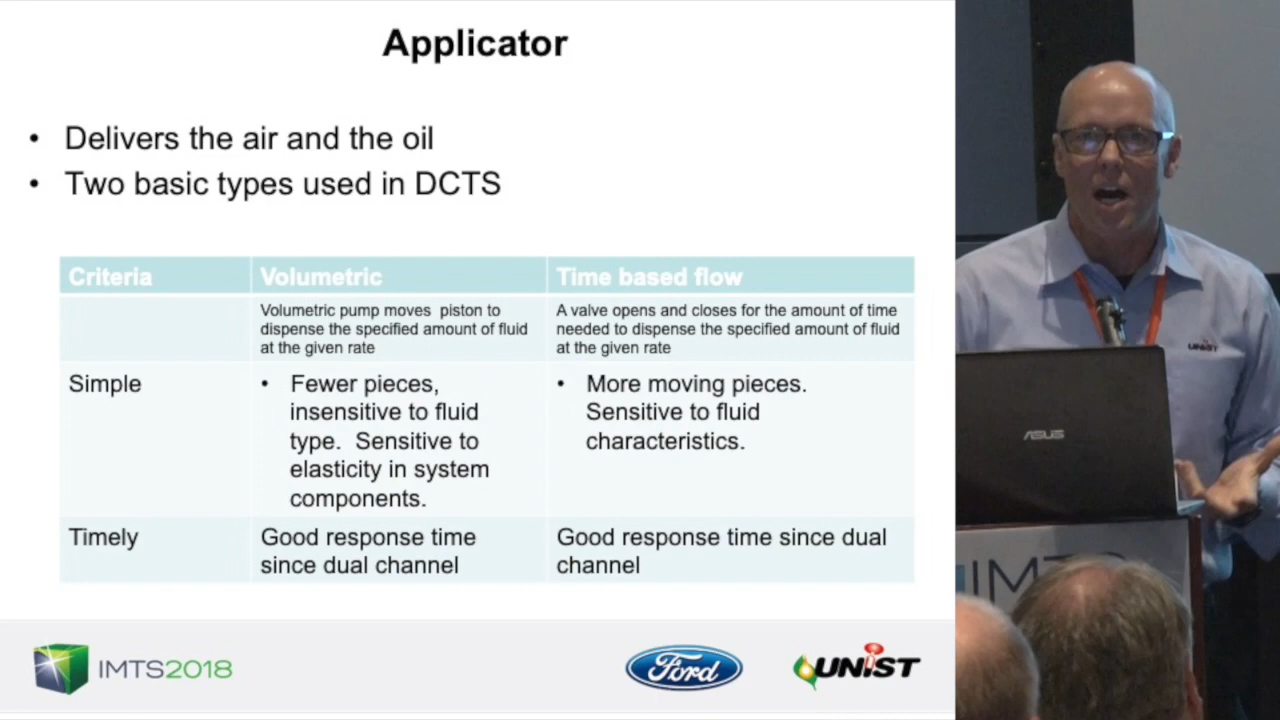 Applicator
• Delivers the air and the oil
• Two basic types used in DCTS
Criteria
Volumetric
Time based flow
Volumetric pump moves piston to
dispense the specified amount of fluid
at the given rate
A valve opens and closes for the amount of time
needed to dispense the specified amount of fluid
at the given rate
Simple
• Fewer pieces,
insensitive to fluid
type. Sensitive to
elasticity in system
components.
• More moving pieces.
Sensitive to fluid
characteristics.
Timely
Good response time
since dual channel
Good response time since dual
channel
IMTS2018
Ford
UNIST
UNIST
ASUS